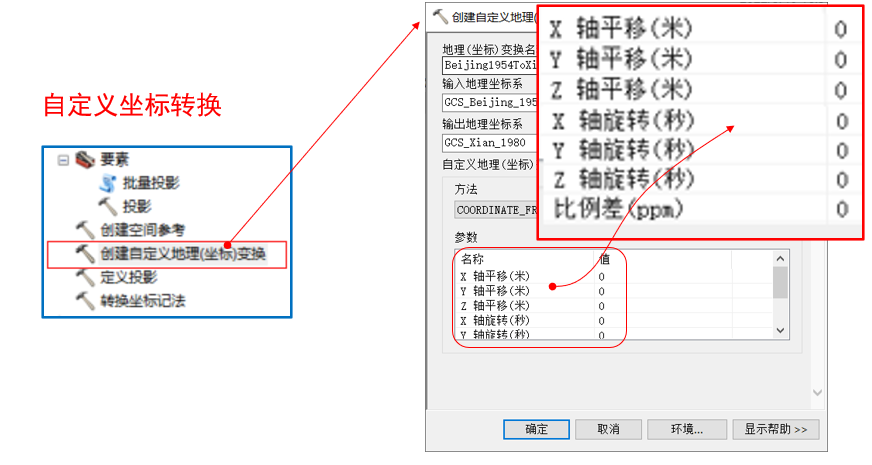 自定义坐标转换
要素
批量投影
投影
创建空间参考
创建自定义地理(坐标)变换
定义投影
转换坐标记法
创建自定义地理(
地理(坐标)变换名
Beijing1954ToXi
输入地理坐标系
GCS_Beijing_195
输出地理坐标系
GCS_Xian_1980
自定义地理(坐标)
方法
COORDINATE_FR
参数
名称 值
X 轴平移(米) 0
Y 轴平移(米) 0
Z 轴平移(米) 0
X 轴旋转(秒) 0
Y 轴旋转(秒) 0
确定 取消 环境... 显示帮助 >>
X 轴平移(米) 0
Y 轴平移(米) 0
Z 轴平移(米) 0
X 轴旋转(秒) 0
Y 轴旋转(秒) 0
Z 轴旋转(秒) 0
比例差(ppm) 0